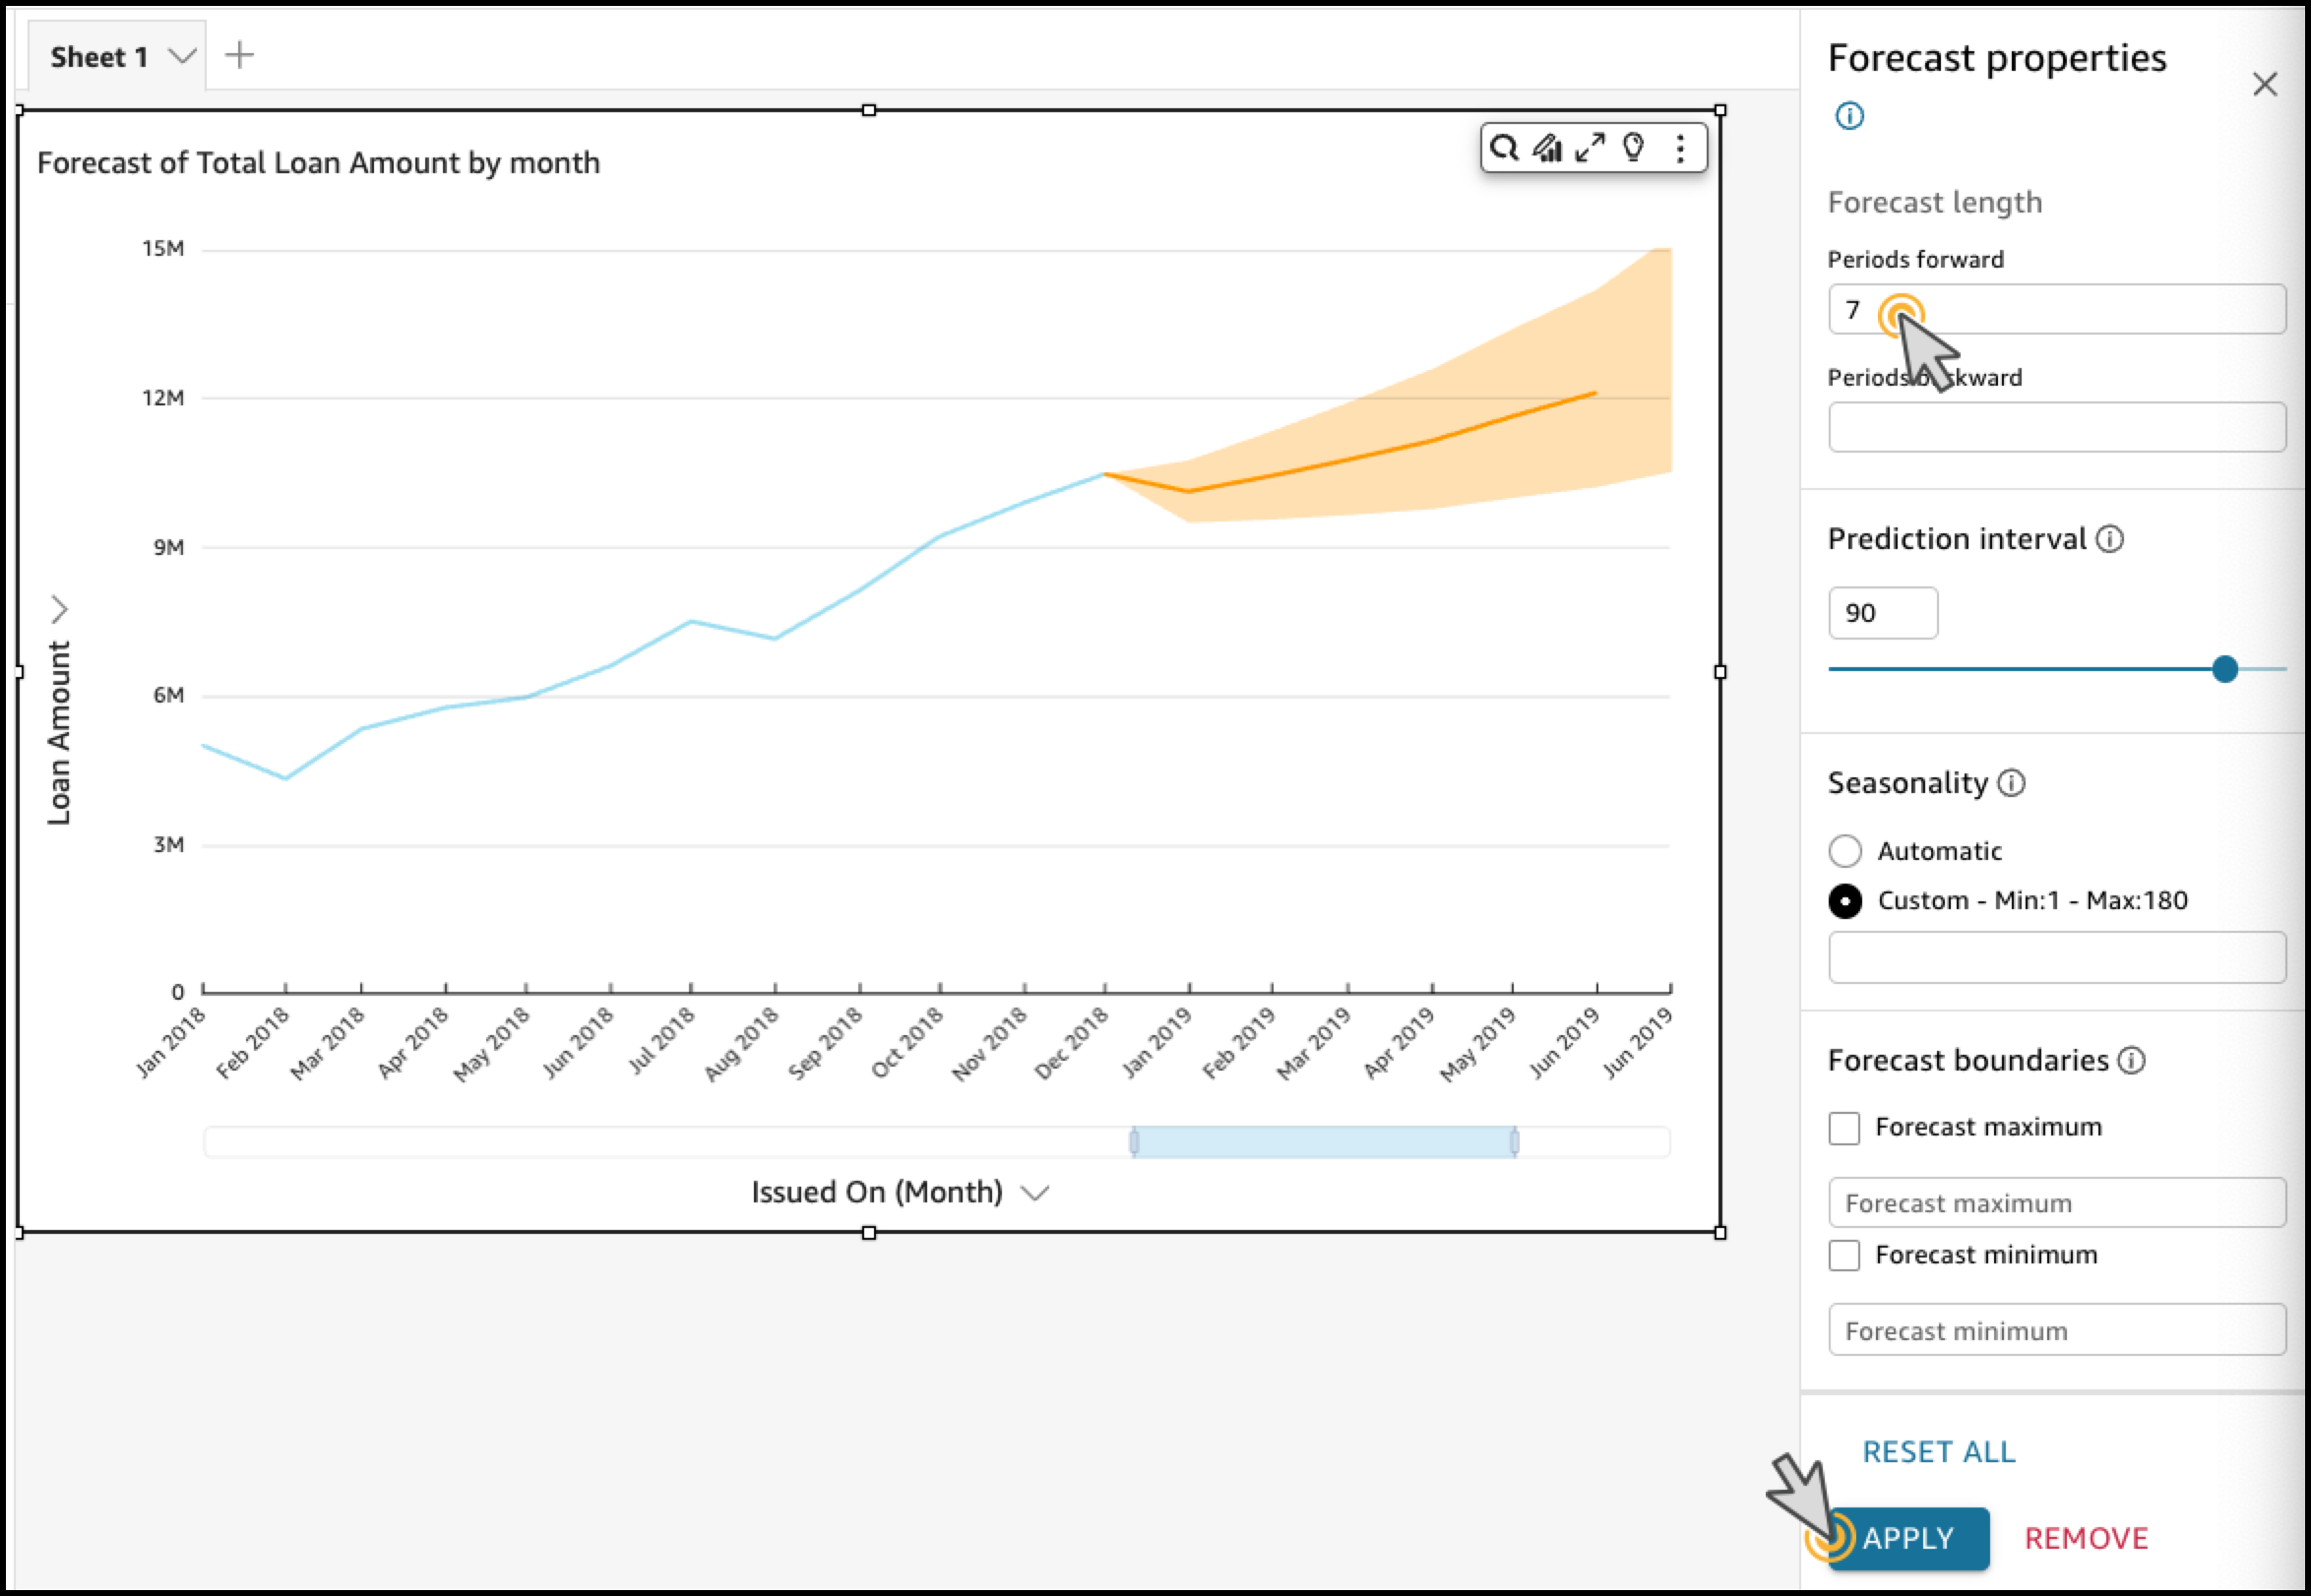 Sheet 1
Forecast of Total Loan Amount by month
15M
12M
9M
6M
3M
0
Loan Amount
Jan 2018
Feb 2018
Mar 2018
Apr 2018
May 2018
Jun 2018
Jul 2018
Aug 2018
Sep 2018
Oct 2018
Nov 2018
Dec 2018
Jan 2019
Feb 2019
Mar 2019
Apr 2019
May 2019
Jun 2019
Jun 2019
Issued On (Month)
Forecast properties
Forecast length
Periods forward
7
Periods backward
Prediction interval
90
Seasonality
Automatic
Custom - Min:1 - Max:180
Forecast boundaries
Forecast maximum
Forecast maximum
Forecast minimum
Forecast minimum
RESET ALL
APPLY
REMOVE